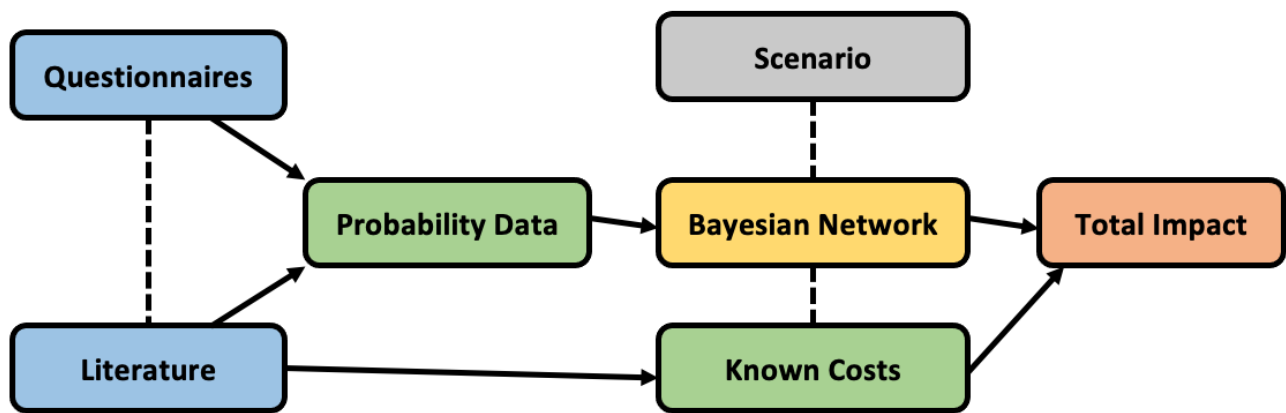 Questionnaires
Scenario
Probability Data
Bayesian Network
Total Impact
Literature
Known Costs